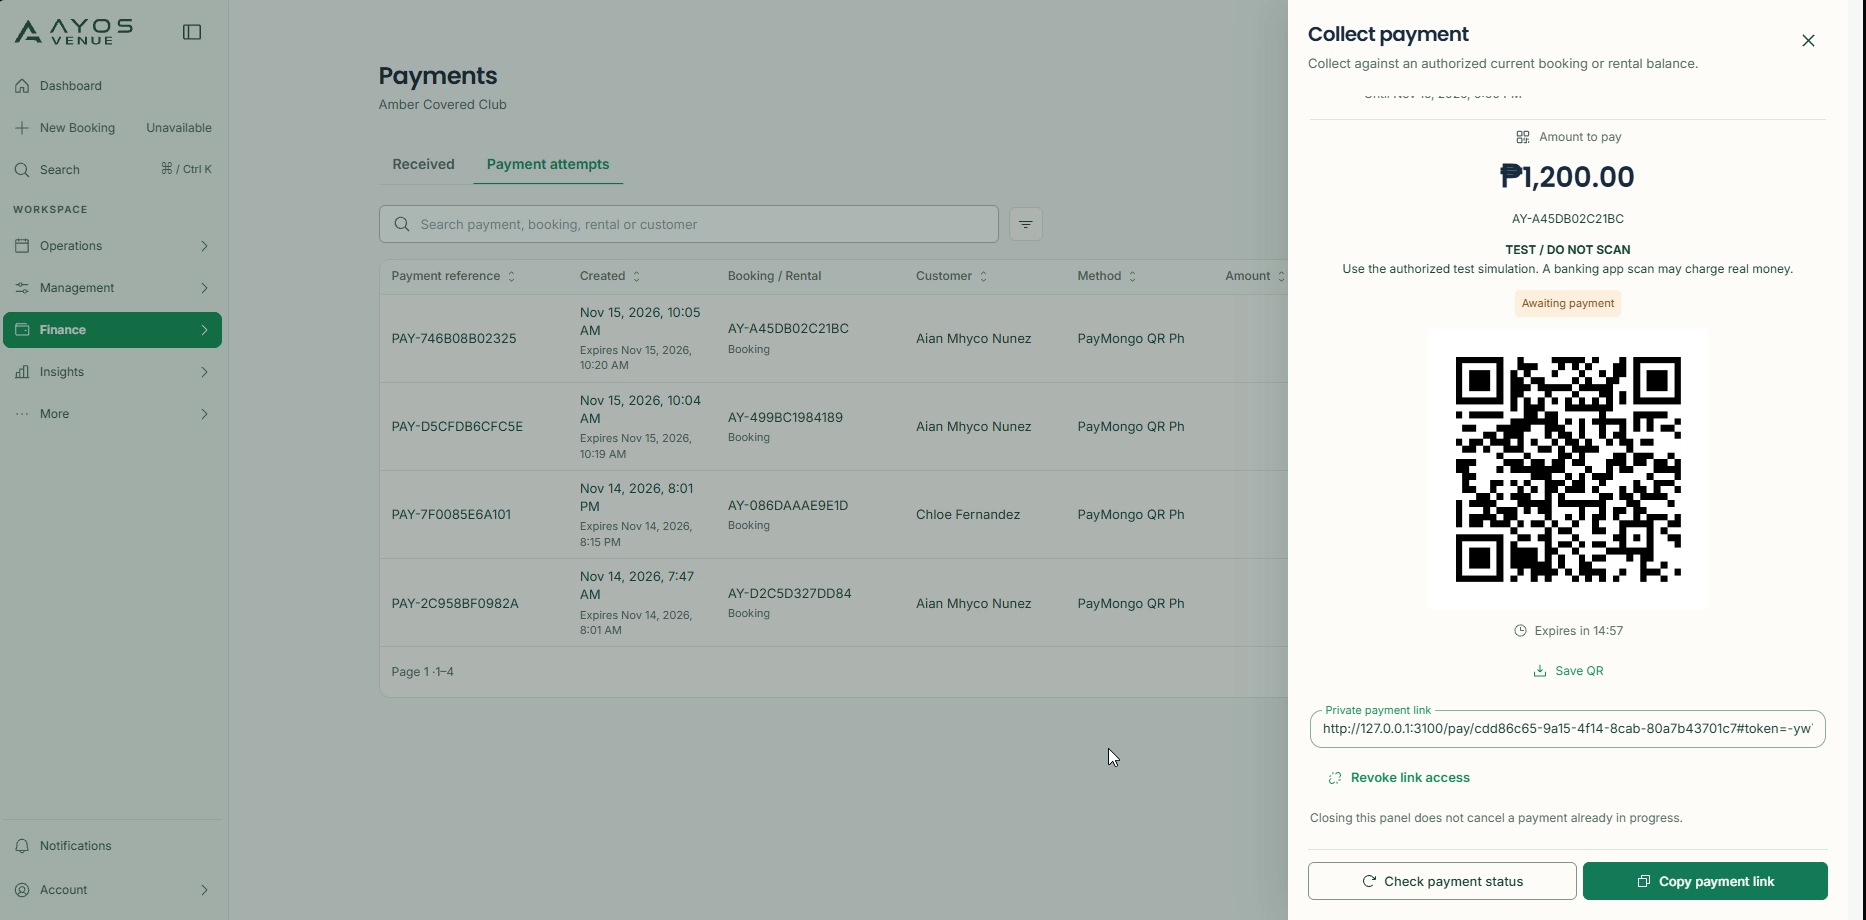 AYOS
VENUE
Dashboard
New Booking Unavailable
Search ⌘ / Ctrl K
WORKSPACE
Operations
Management
Finance
Insights
More
Notifications
Account
Payments
Amber Covered Club
Received Payment attempts
Search payment, booking, rental or customer
Payment reference Created Booking / Rental Customer Method Amount
PAY-746B08B02325
Nov 15, 2026, 10:05
AM
Expires Nov 15, 2026,
10:20 AM
AY-A45DB02C21BC
Booking
Aian Mhyco Nunez
PayMongo QR Ph
PAY-D5CFDB6CFC5E
Nov 15, 2026, 10:04
AM
Expires Nov 15, 2026,
10:19 AM
AY-499BC1984189
Booking
Aian Mhyco Nunez
PayMongo QR Ph
PAY-7F0085E6A101
Nov 14, 2026, 8:01
PM
Expires Nov 14, 2026,
8:15 PM
AY-086DAAAE9E1D
Booking
Chloe Fernandez
PayMongo QR Ph
PAY-2C958BF0982A
Nov 14, 2026, 7:47
AM
Expires Nov 14, 2026,
8:01 AM
AY-D2C5D327DD84
Booking
Aian Mhyco Nunez
PayMongo QR Ph
Page 1 ·1–4
Collect payment
Collect against an authorized current booking or rental balance.
Amount to pay
₱1,200.00
AY-A45DB02C21BC
TEST / DO NOT SCAN
Use the authorized test simulation. A banking app scan may charge real money.
Awaiting payment
Expires in 14:57
Save QR
Private payment link
http://127.0.0.1:3100/pay/cdd86c65-9a15-4f14-8cab-80a7b43701c7#token=-yw
Revoke link access
Closing this panel does not cancel a payment already in progress.
Check payment status
Copy payment link